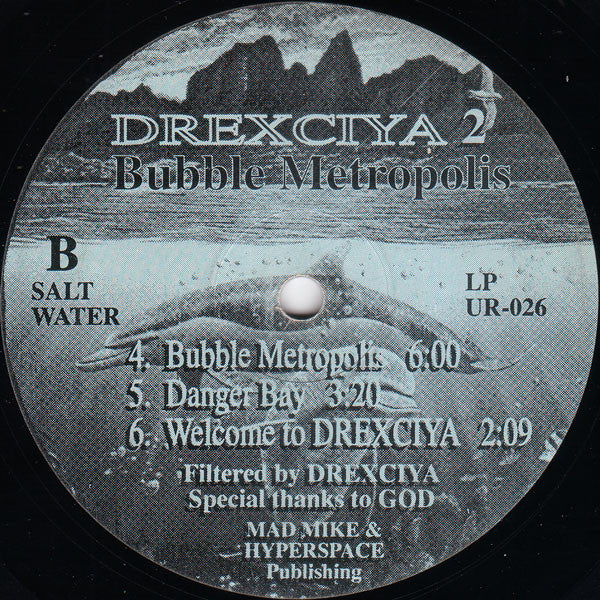 DREXCIYA 2
Bubble Metropolis
B
SALT
WATER
LP
UR-026
4. Bubble Metropolis 6:00
5. Danger Bay 3:20
6. Welcome to DREXCIYA 2:09
Filtered by DREXCIYA
Special thanks to GOD
MAD MIKE &
HYPERSPACE
Publishing